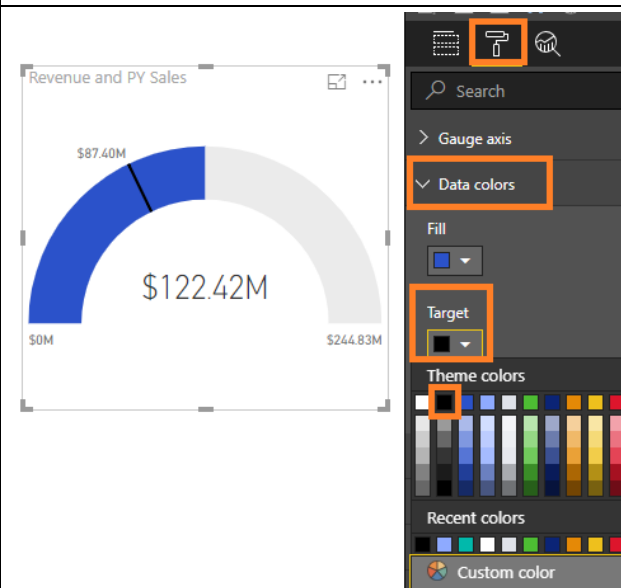 Revenue and PY Sales
$87.40M
$122.42M
$0M
$244.83M
Search
Gauge axis
Data colors
Fill
Target
Theme colors
Recent colors
Custom color